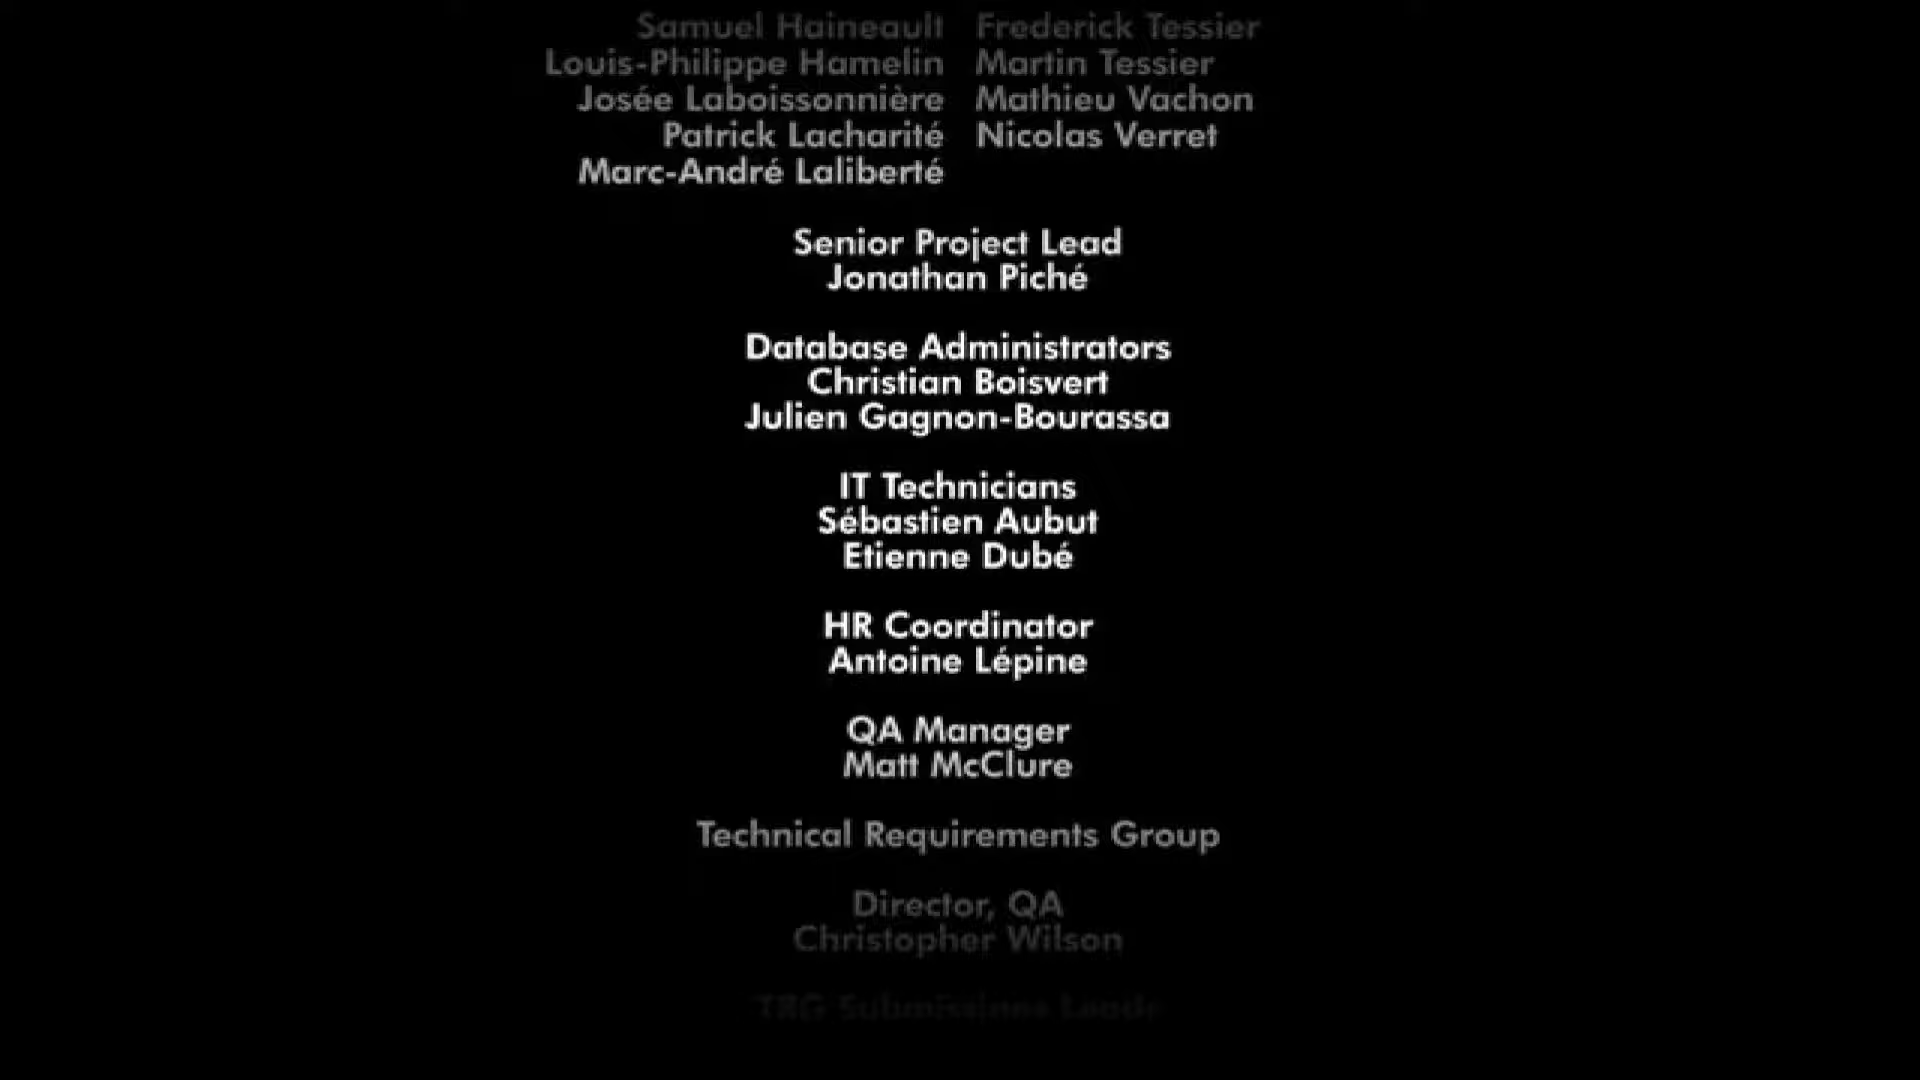 Samuel Haineault Frederick Tessier
Louis-Philippe Hamelin Martin Tessier
Josée Laboissonnière Mathieu Vachon
Patrick Lacharité Nicolas Verret
Marc-André Laliberté
Senior Project Lead
Jonathan Piché
Database Administrators
Christian Boisvert
Julien Gagnon-Bourassa
IT Technicians
Sébastien Aubut
Etienne Dubé
HR Coordinator
Antoine Lépine
QA Manager
Matt McClure
Technical Requirements Group
Director, QA
Christopher Wilson
TRG Submissions Leads